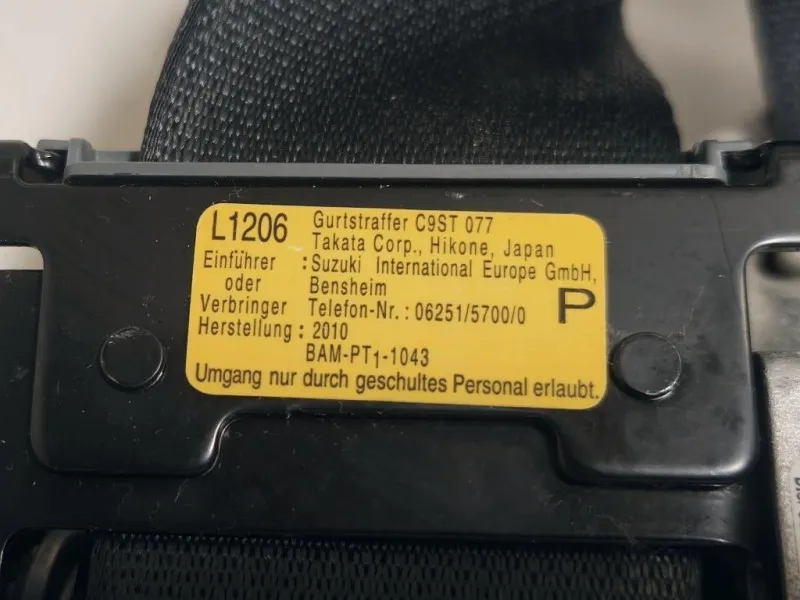 L1206 Gurtstraffer C9ST 077
Takata Corp., Hikone, Japan
Einführer : Suzuki International Europe GmbH,
oder Bensheim
Verbringer Telefon-Nr. : 06251/5700/0 P
Herstellung : 2010
BAM-PT1-1043
Umgang nur durch geschultes Personal erlaubt.